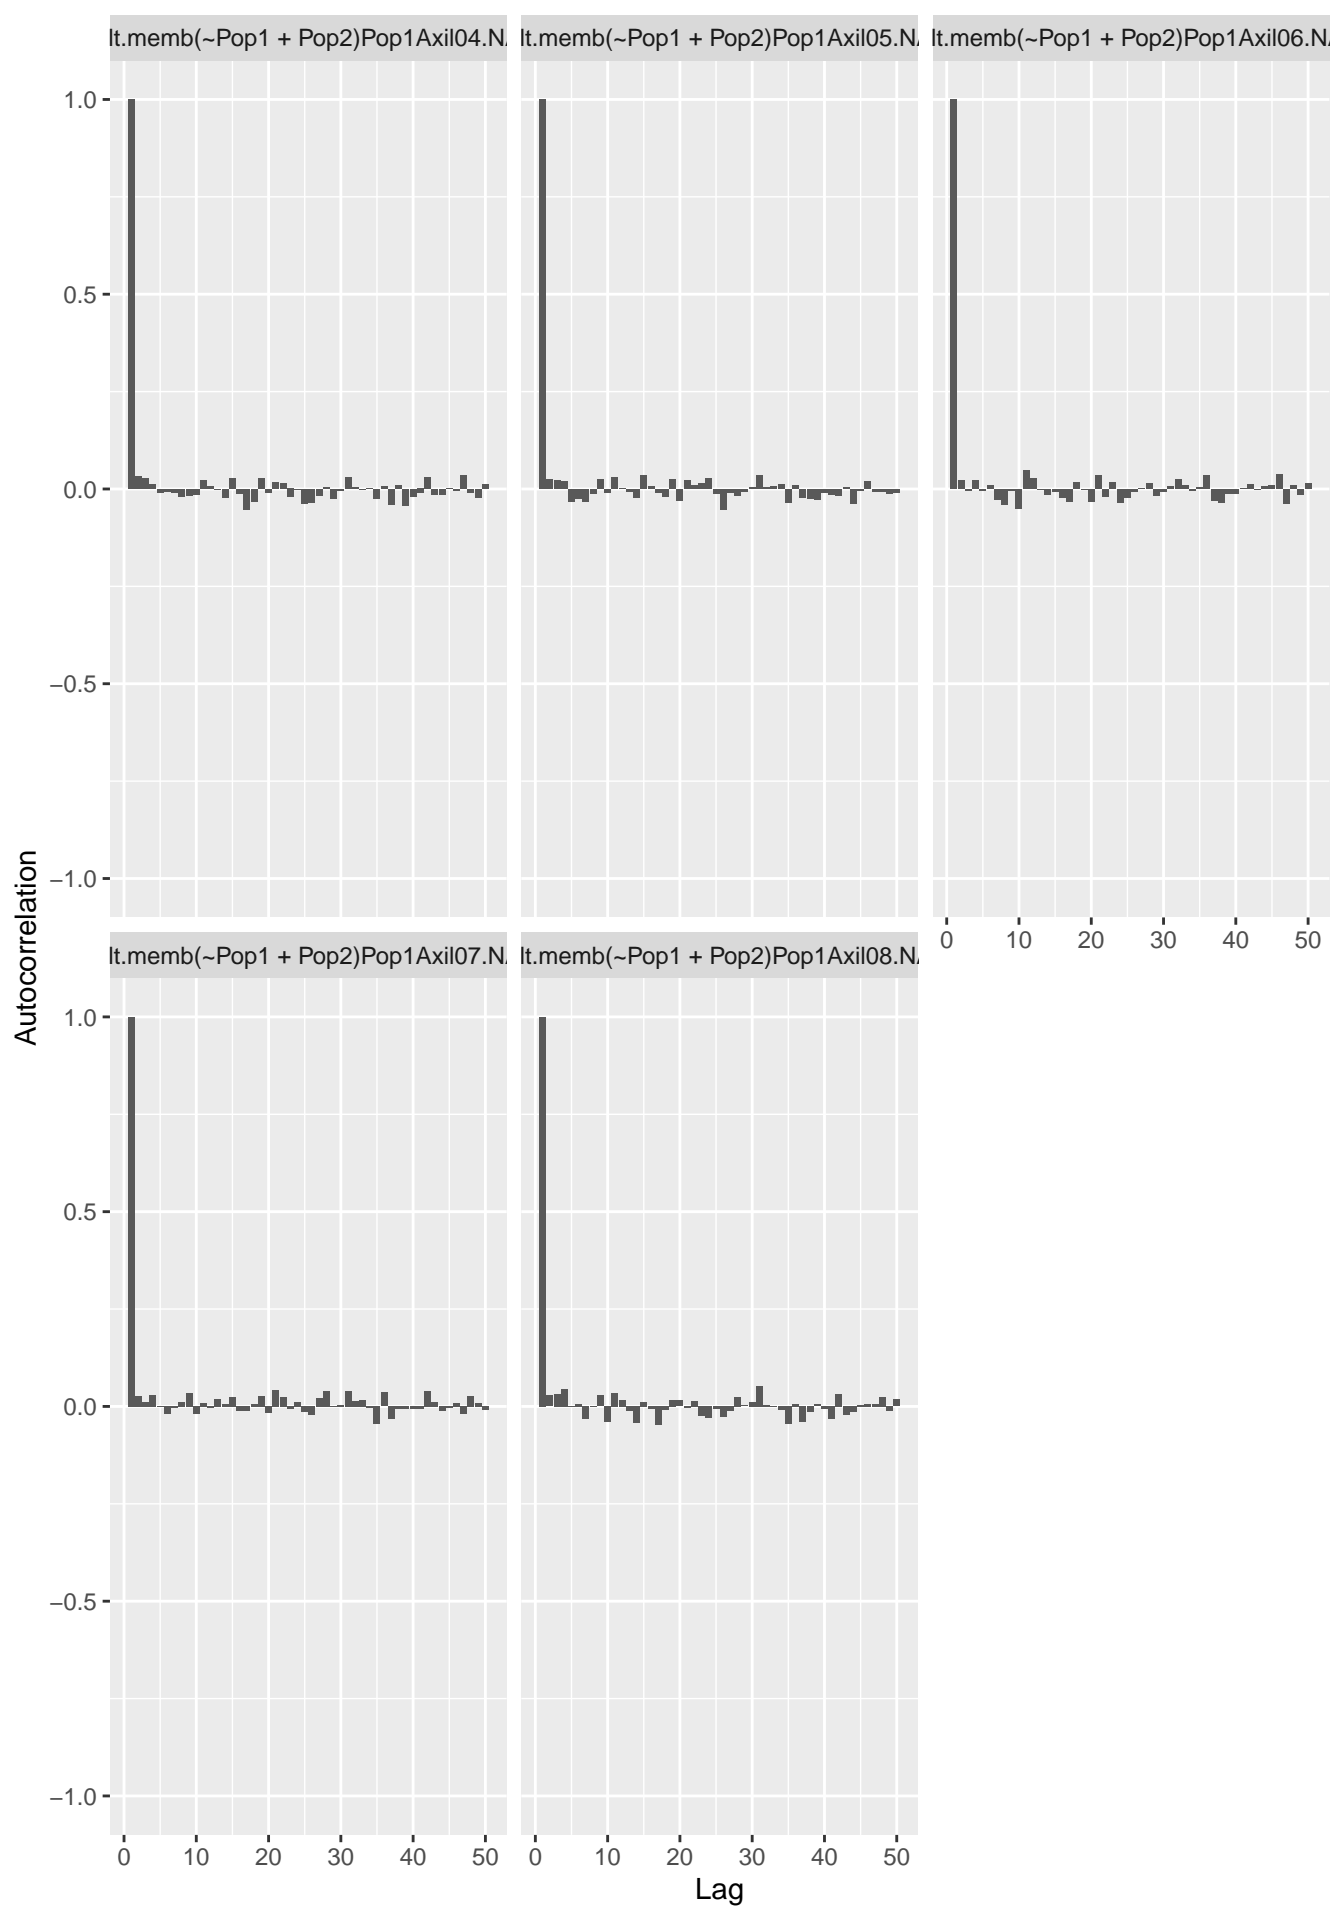 lt.memb(~Pop1 + Pop2)Pop1Axil04.N
lt.memb(~Pop1 + Pop2)Pop1Axil05.N
lt.memb(~Pop1 + Pop2)Pop1Axil06.N
1.0
0.5
0.0
−0.5
−1.0
0 10 20 30 40 50
Autocorrelation
lt.memb(~Pop1 + Pop2)Pop1Axil07.N
lt.memb(~Pop1 + Pop2)Pop1Axil08.N
1.0
0.5
0.0
−0.5
−1.0
0 10 20 30 40 50
0 10 20 30 40 50
Lag